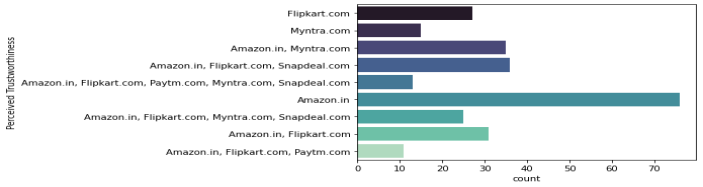 Perceived Trustworthiness
Flipkart.com
Myntra.com
Amazon.in, Myntra.com
Amazon.in, Flipkart.com, Snapdeal.com
Amazon.in, Flipkart.com, Paytm.com, Myntra.com, Snapdeal.com
Amazon.in
Amazon.in, Flipkart.com, Myntra.com, Snapdeal.com
Amazon.in, Flipkart.com
Amazon.in, Flipkart.com, Paytm.com
0 10 20 30 40 50 60 70
count